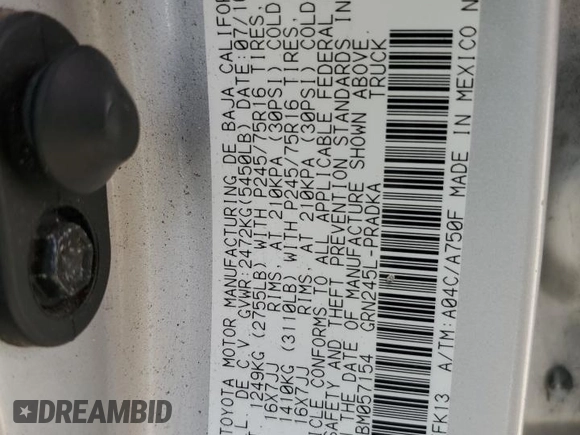 TOYOTA MOTOR MANUFACTURING DE BAJA CALIFOR
DE C V GVWR: 2472KG(5450LB) DATE: 07/10
1249KG (2755LB) WITH P245/75R16 TIRES,
16X7JJ RIMS, AT 210KPA (30PSI) COLD
1410KG (3110LB) WITH P245/75R16 TIRES,
16X7JJ RIMS, AT 210KPA (30PSI) COLD
CLE CONFORMS TO ALL APPLICABLE FEDERAL
SAFETY AND THEFT PREVENTION STANDARDS IN
THE DATE OF MANUFACTURE SHOWN ABOVE.
BM057154 GRN245L-PRADKA TRUCK
FK13 A/TM: A04C/A750F MADE IN MEXICO N
DREAMBID